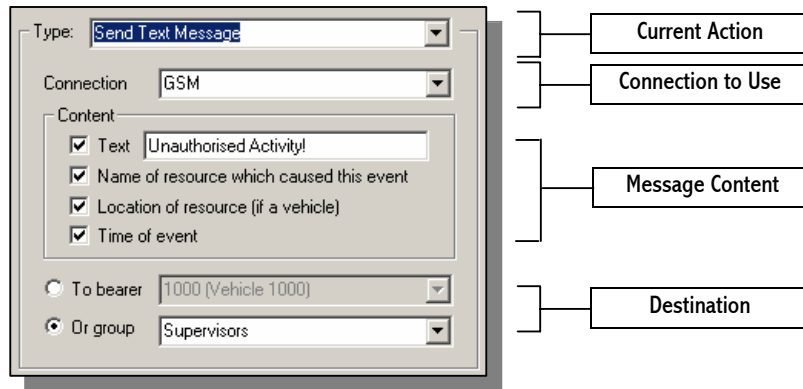 Type: Send Text Message
Current Action
Connection GSM
Connection to Use
Content
Text Unauthorised Activity!
Name of resource which caused this event
Location of resource (if a vehicle)
Time of event
Message Content
To bearer 1000 (Vehicle 1000)
Or group Supervisors
Destination